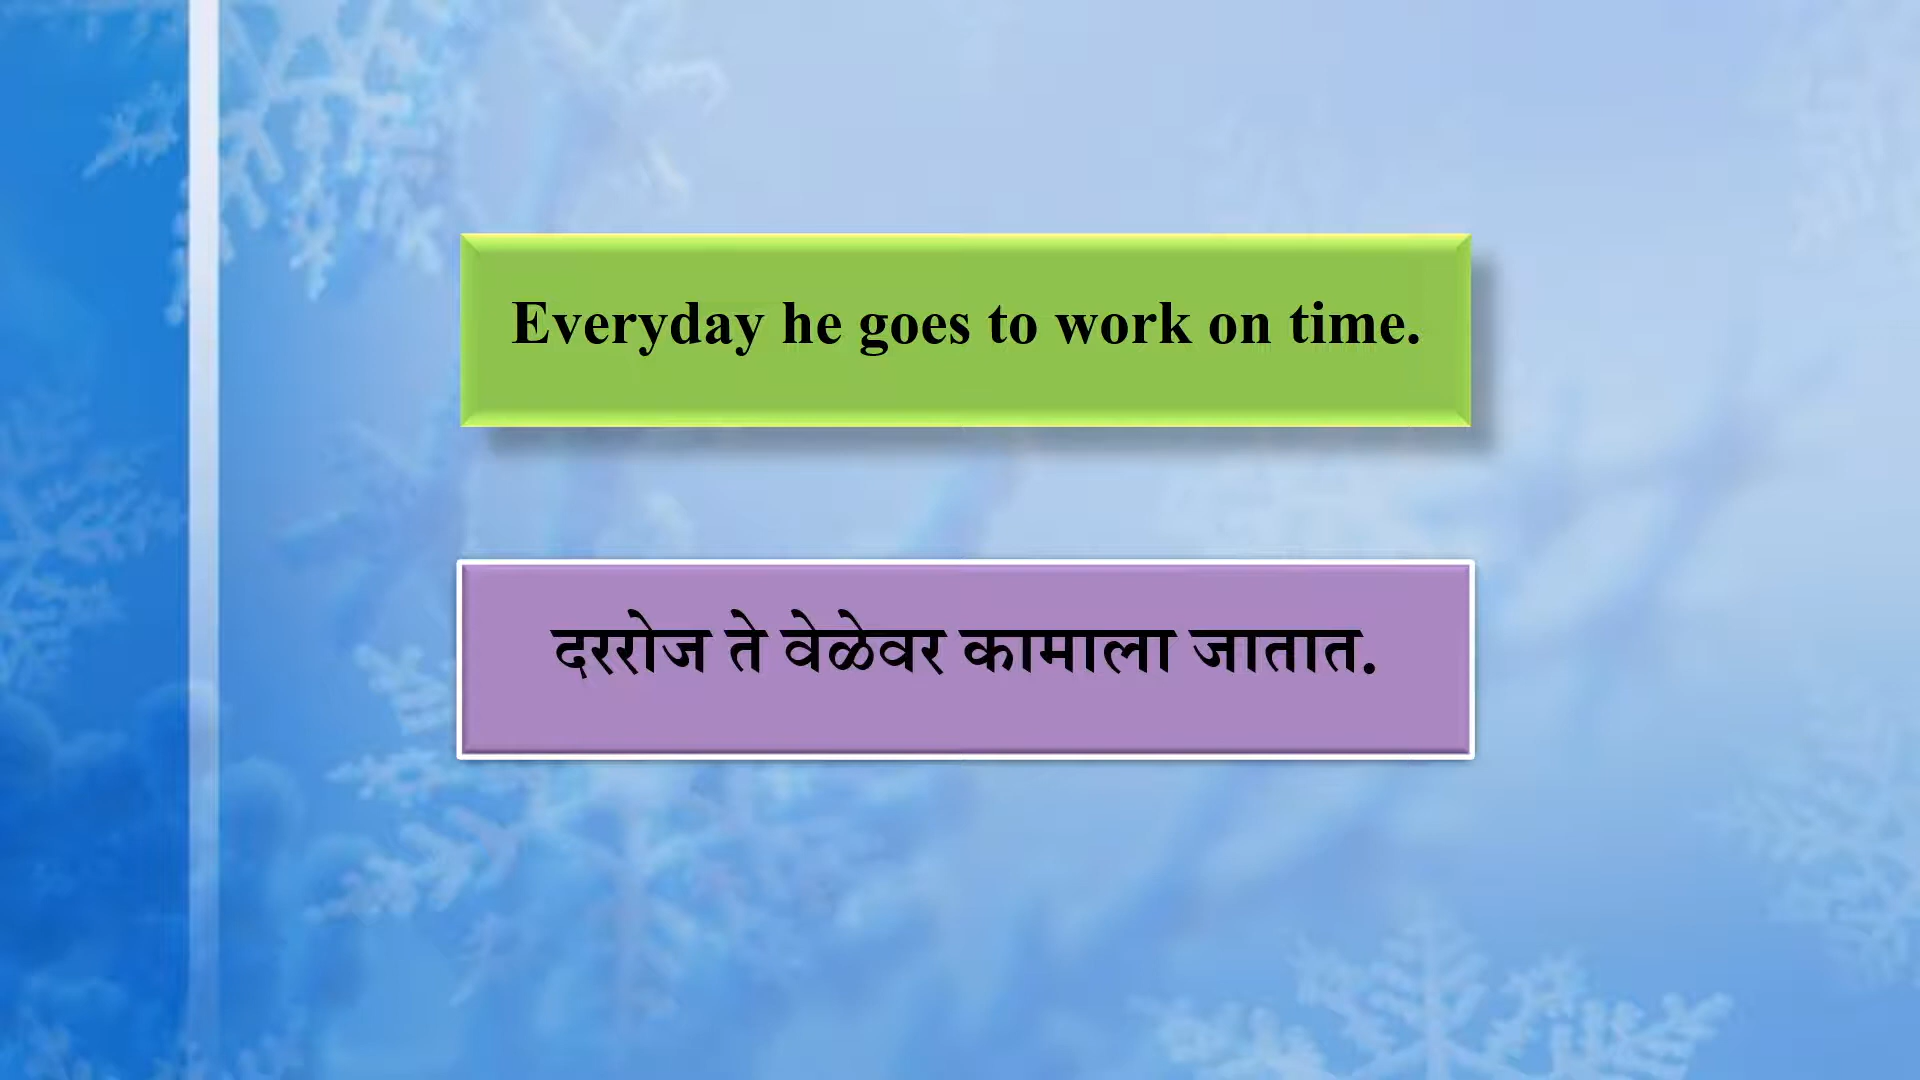 Everyday he goes to work on time.
दररोज ते वेळेवर कामाला जातात.